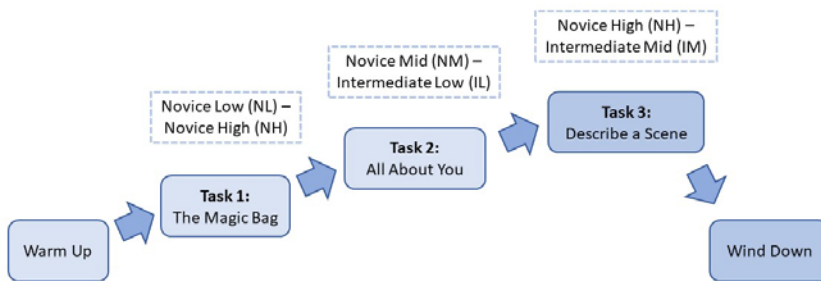 Novice High (NH) –
Intermediate Mid (IM)
Novice Mid (NM) –
Intermediate Low (IL)
Novice Low (NL) –
Novice High (NH)
Task 3:
Describe a Scene
Task 2:
All About You
Task 1:
The Magic Bag
Warm Up
Wind Down